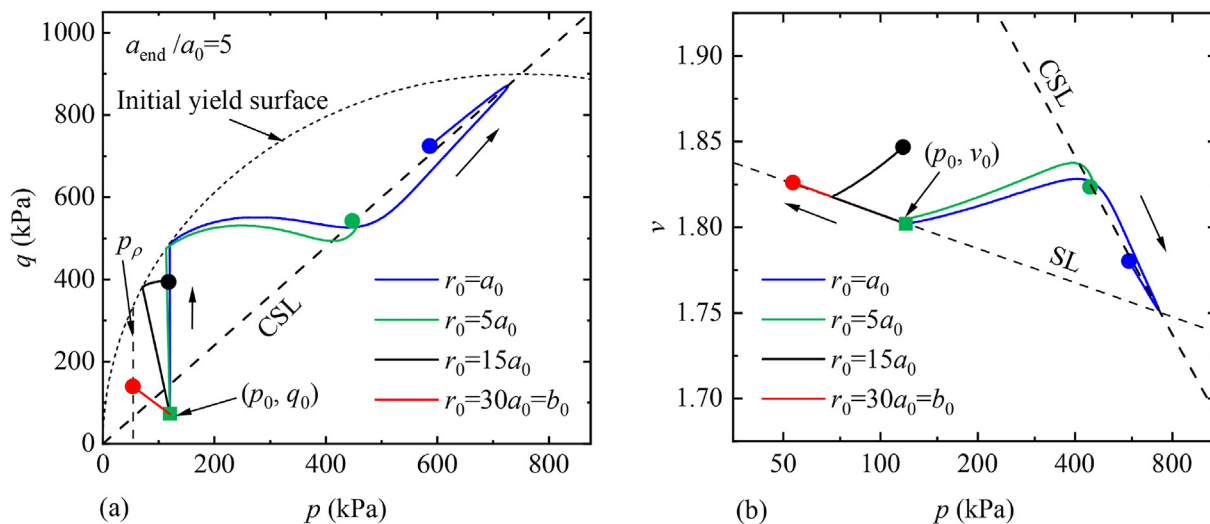 a_end /a_0=5
Initial yield surface
p_ρ
CSL
(p_0, q_0)
r_0=a_0
r_0=5a_0
r_0=15a_0
r_0=30a_0=b_0
1000
800
600
400
200
0
q (kPa)
0 200 400 600 800
(a) p (kPa)
CSL
(p_0, v_0)
SL
r_0=a_0
r_0=5a_0
r_0=15a_0
r_0=30a_0=b_0
1.90
1.85
1.80
1.75
1.70
v
50 100 200 400 800
(b) p (kPa)